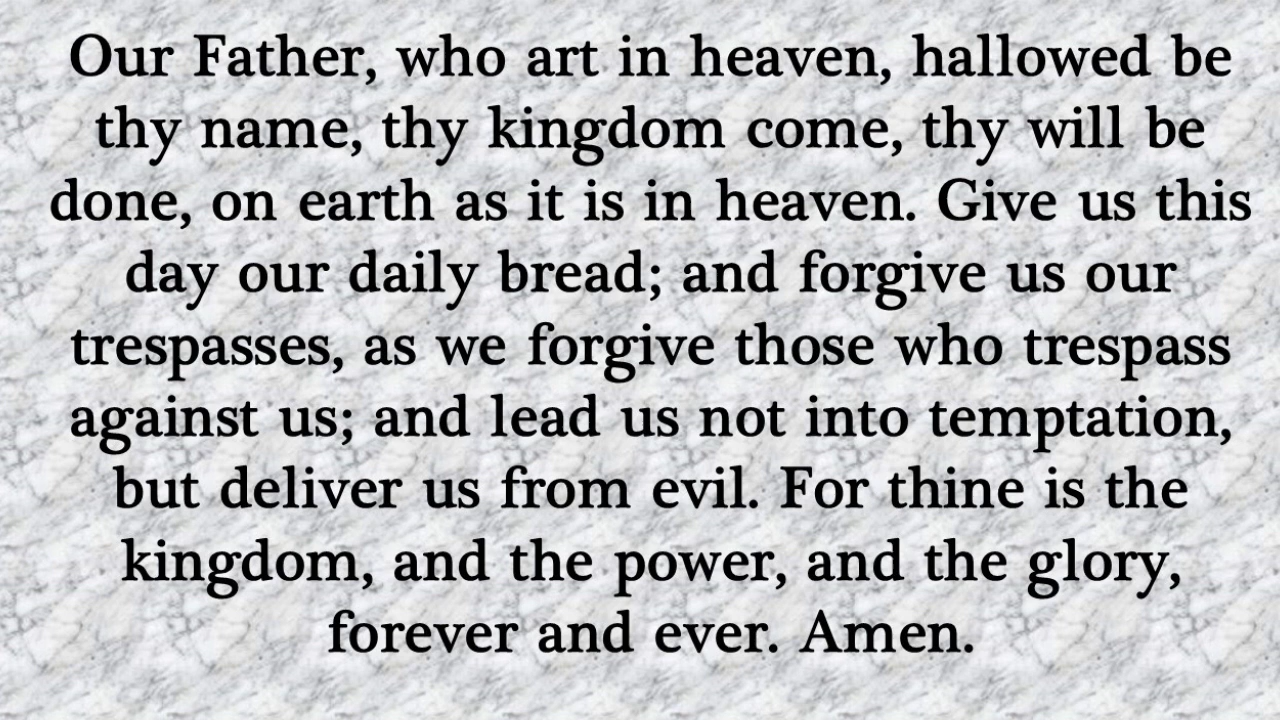 Our Father, who art in heaven, hallowed be
thy name, thy kingdom come, thy will be
done, on earth as it is in heaven. Give us this
day our daily bread; and forgive us our
trespasses, as we forgive those who trespass
against us; and lead us not into temptation,
but deliver us from evil. For thine is the
kingdom, and the power, and the glory,
forever and ever. Amen.